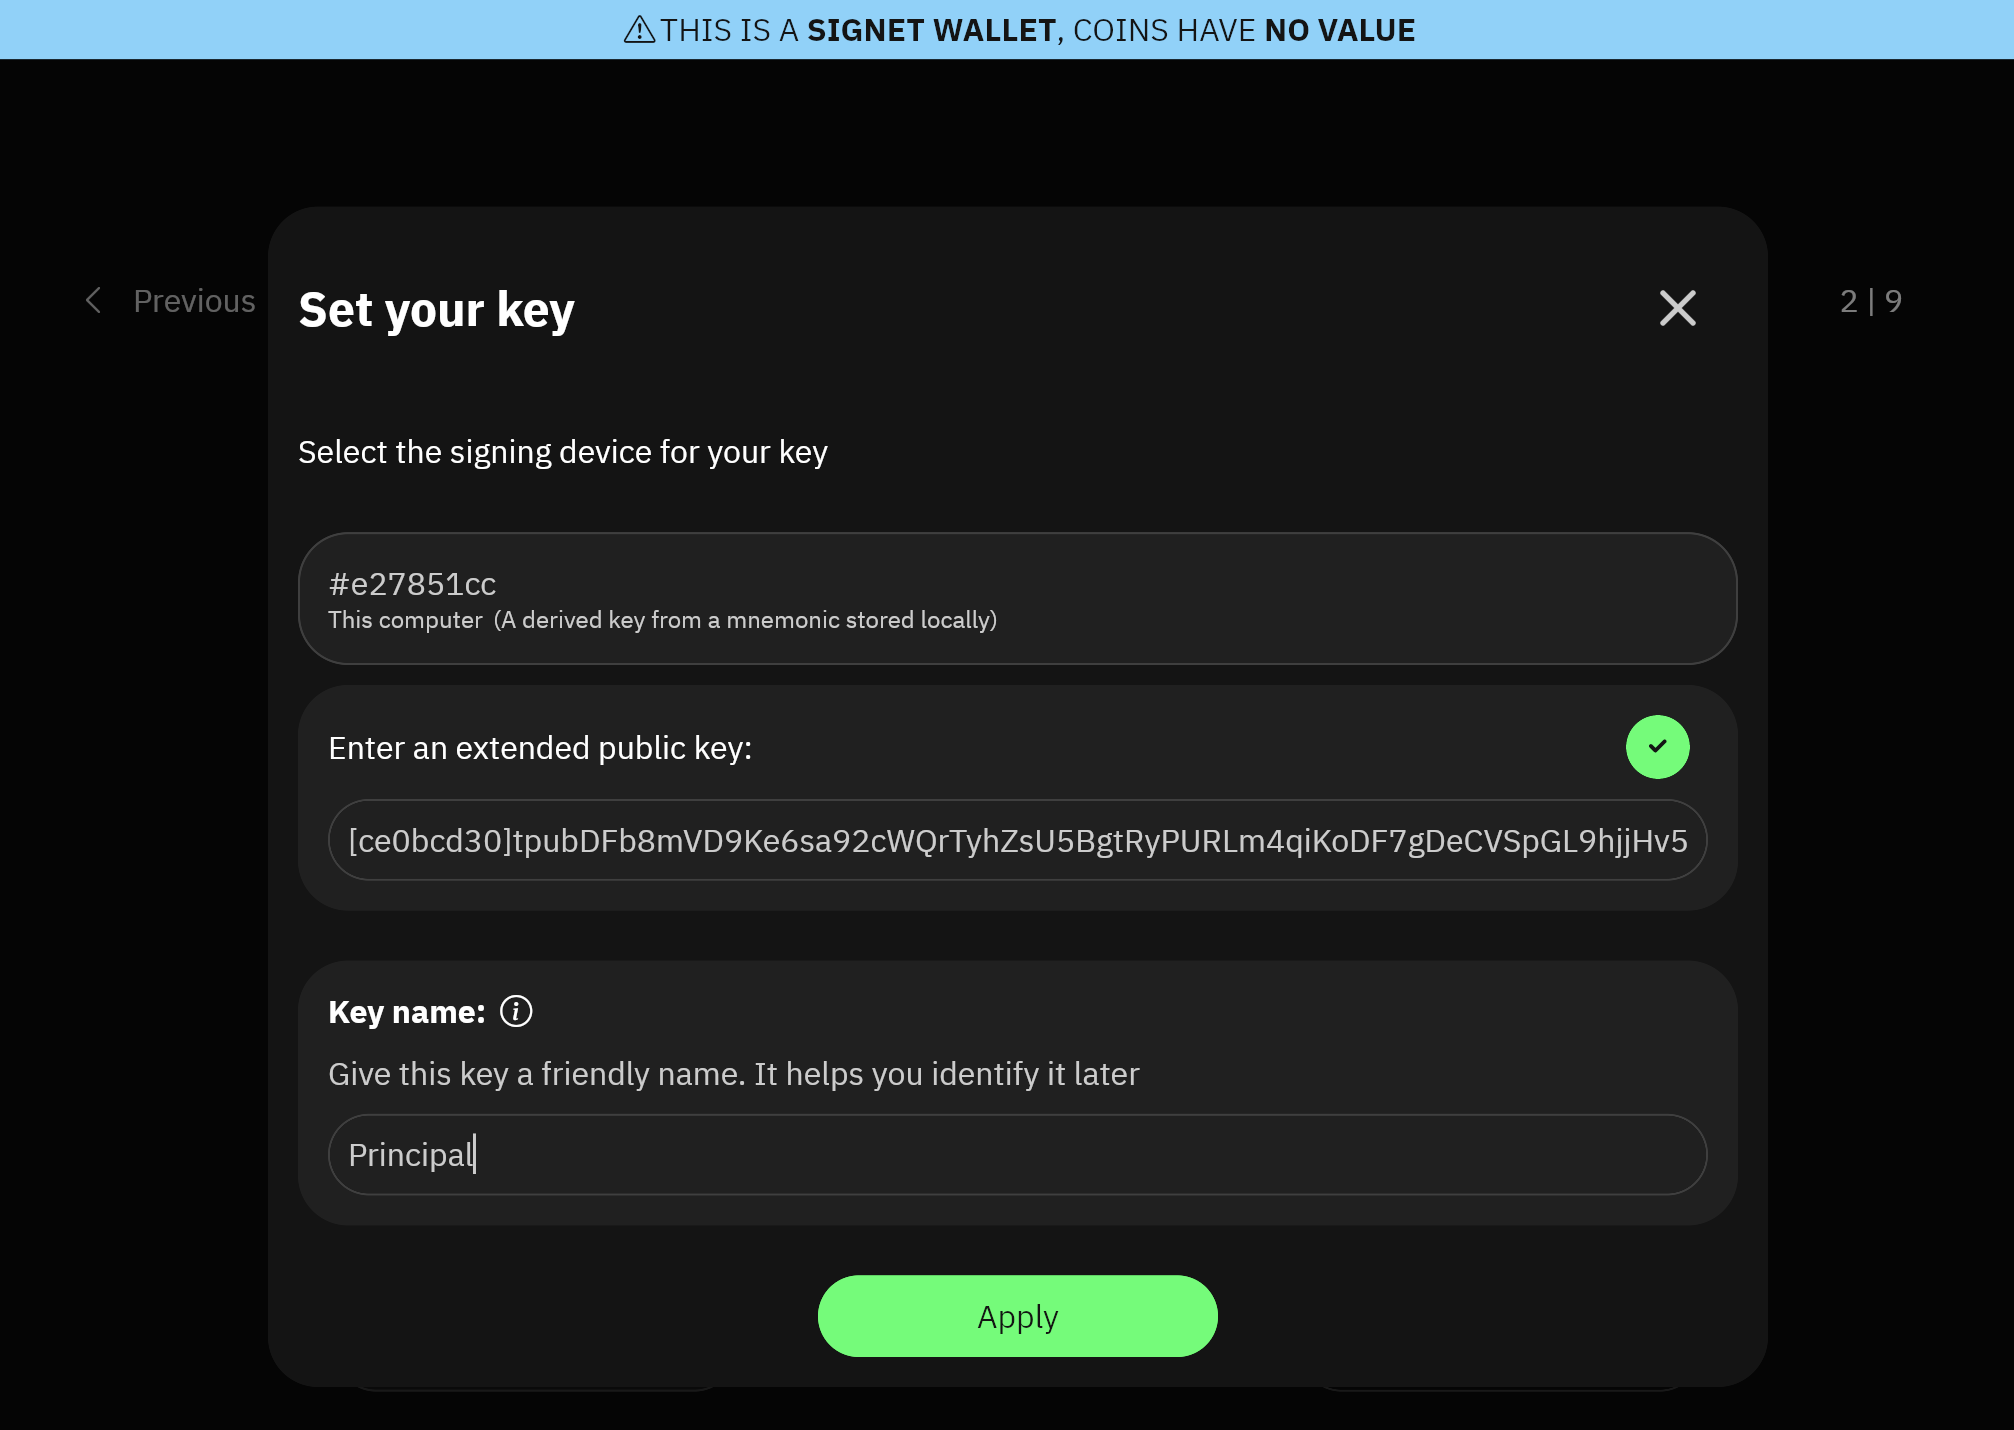 THIS IS A SIGNET WALLET, COINS HAVE NO VALUE
Previous
2 | 9
Set your key
Select the signing device for your key
#e27851cc
This computer (A derived key from a mnemonic stored locally)
Enter an extended public key:
[ce0bcd30]tpubDFb8mVD9Ke6sa92cWQrTyhZsU5BgtRyPURLm4qiKoDF7gDeCVSpGL9hjjHv5
Key name:
Give this key a friendly name. It helps you identify it later
Principal
Apply